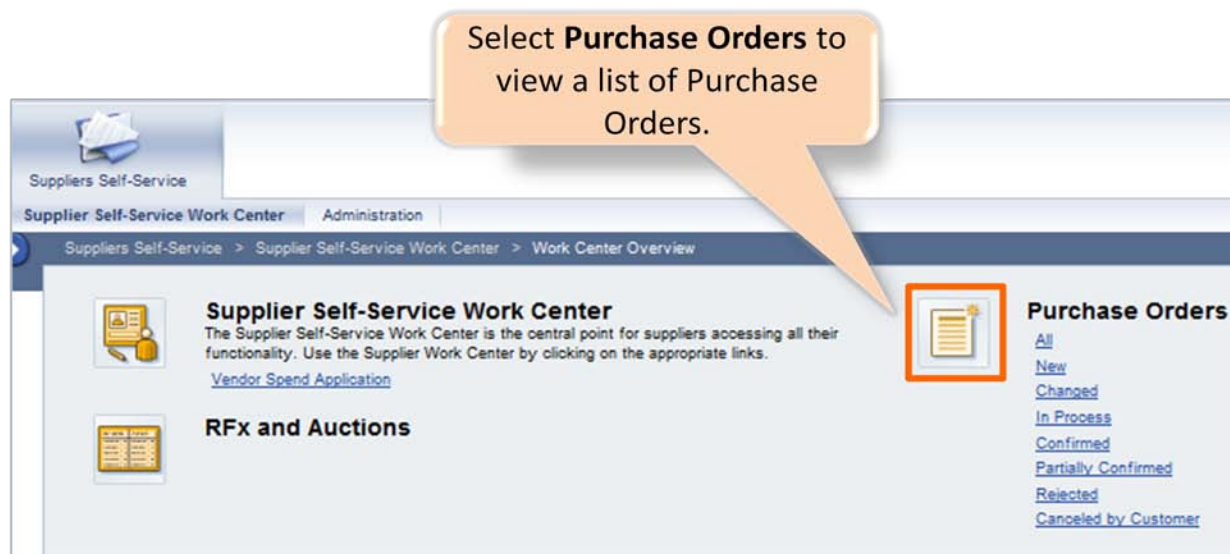 Select Purchase Orders to
view a list of Purchase
Orders.
Suppliers Self-Service
Supplier Self-Service Work Center Administration
Suppliers Self-Service > Supplier Self-Service Work Center > Work Center Overview
Supplier Self-Service Work Center
The Supplier Self-Service Work Center is the central point for suppliers accessing all their
functionality. Use the Supplier Work Center by clicking on the appropriate links.
Vendor Spend Application
RFx and Auctions
Purchase Orders
All
New
Changed
In Process
Confirmed
Partially Confirmed
Rejected
Canceled by Customer